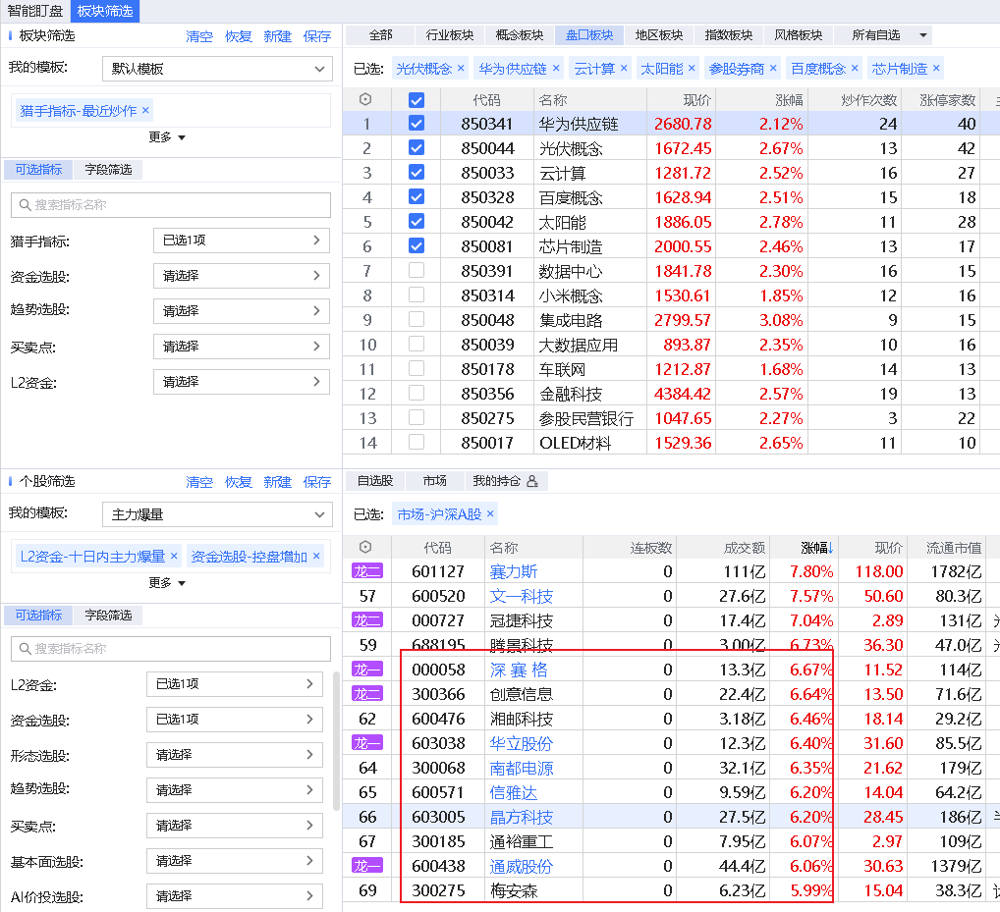 智能盯盘 板块筛选
板块筛选 清空 恢复 新建 保存
我的模板: 默认模板
猎手指标-最近炒作 ×
更多
可选指标 字段筛选
搜索指标名称
猎手指标: 已选1项
资金选股: 请选择
趋势选股: 请选择
买卖点: 请选择
L2资金: 请选择
全部 行业板块 概念板块 盘口板块 地区板块 指数板块 风格板块 所有自选
已选: 光伏概念 × 华为供应链 × 云计算 × 太阳能 × 参股券商 × 百度概念 × 芯片制造 ×
代码 名称 现价 涨幅 炒作次数 涨停家数
1 850341 华为供应链 2680.78 2.12% 24 40
2 850044 光伏概念 1672.45 2.67% 13 42
3 850033 云计算 1281.72 2.52% 16 27
4 850328 百度概念 1628.94 2.51% 15 18
5 850042 太阳能 1886.05 2.78% 11 28
6 850081 芯片制造 2000.55 2.46% 13 17
7 850391 数据中心 1841.78 2.30% 16 15
8 850314 小米概念 1530.61 1.85% 12 16
9 850048 集成电路 2799.57 3.08% 9 15
10 850039 大数据应用 893.87 2.35% 10 16
11 850178 车联网 1212.87 1.68% 14 13
12 850356 金融科技 4384.42 2.57% 19 13
13 850275 参股民营银行 1047.65 2.27% 3 22
14 850017 OLED材料 1529.36 2.65% 11 10
个股筛选 清空 恢复 新建 保存
我的模板: 主力爆量
L2资金-十日内主力爆量 × 资金选股-控盘增加 ×
更多
可选指标 字段筛选
搜索指标名称
L2资金: 已选1项
资金选股: 已选1项
形态选股: 请选择
趋势选股: 请选择
买卖点: 请选择
基本面选股: 请选择
AI价投选股: 请选择
自选股 市场 我的持仓
已选: 市场-沪深A股 ×
代码 名称 连板数 成交额 涨幅↓ 现价 流通市值
龙二 601127 赛力斯 0 111亿 7.80% 118.00 1782亿
57 600520 文一科技 0 27.6亿 7.57% 50.60 80.3亿
龙二 000727 冠捷科技 0 17.4亿 7.04% 2.89 131亿
59 688195 腾景科技 0 3.00亿 6.73% 36.30 47.0亿
龙一 000058 深 赛 格 0 13.3亿 6.67% 11.52 114亿
龙二 300366 创意信息 0 22.4亿 6.64% 13.50 71.6亿
62 600476 湘邮科技 0 3.18亿 6.46% 18.14 29.2亿
龙一 603038 华立股份 0 12.3亿 6.40% 31.60 85.5亿
64 300068 南都电源 0 32.1亿 6.35% 21.62 179亿
65 600571 信雅达 0 9.59亿 6.20% 14.04 64.2亿
66 603005 晶方科技 0 27.5亿 6.20% 28.45 186亿
67 300185 通裕重工 0 7.95亿 6.07% 2.97 109亿
龙一 600438 通威股份 0 44.4亿 6.06% 30.63 1379亿
69 300275 梅安森 0 6.23亿 5.99% 15.04 38.3亿